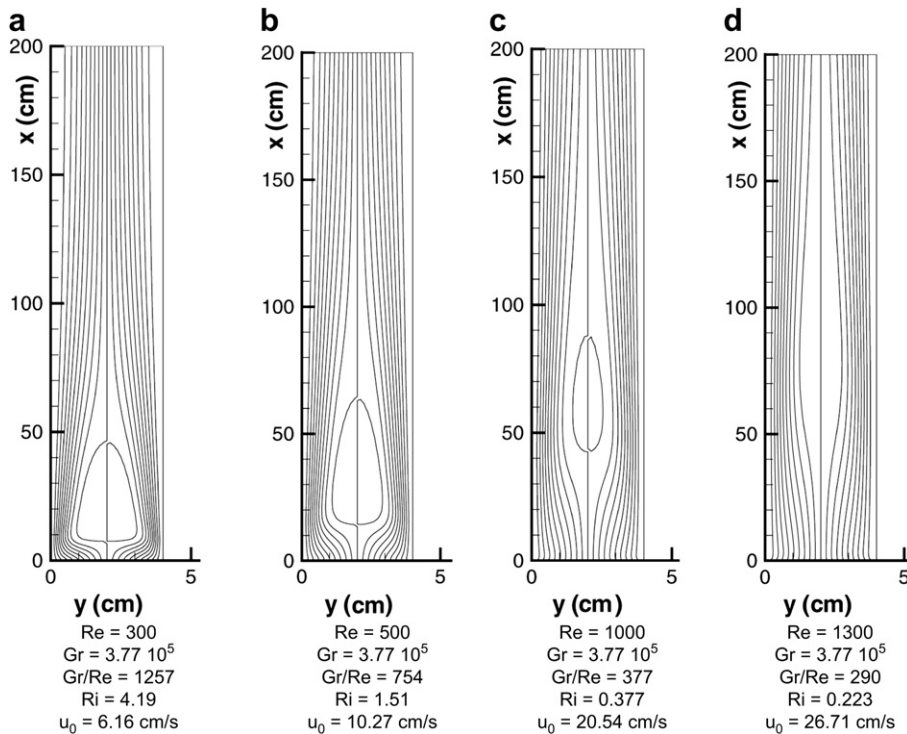 a
b
c
d
200
150
100
50
0
x (cm)
0
5
y (cm)
Re = 300
Gr = 3.77 10⁵
Gr/Re = 1257
Ri = 4.19
u₀ = 6.16 cm/s
200
150
100
50
0
x (cm)
0
5
y (cm)
Re = 500
Gr = 3.77 10⁵
Gr/Re = 754
Ri = 1.51
u₀ = 10.27 cm/s
200
150
100
50
0
x (cm)
0
5
y (cm)
Re = 1000
Gr = 3.77 10⁵
Gr/Re = 377
Ri = 0.377
u₀ = 20.54 cm/s
200
150
100
50
0
x (cm)
0
5
y (cm)
Re = 1300
Gr = 3.77 10⁵
Gr/Re = 290
Ri = 0.223
u₀ = 26.71 cm/s